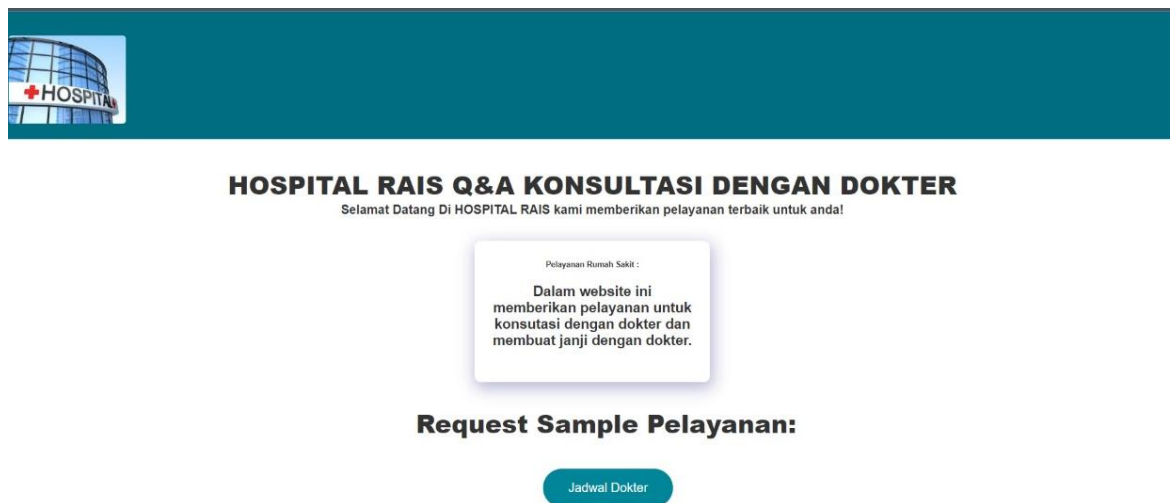 +HOSPITAL
HOSPITAL RAIS Q&A KONSULTASI DENGAN DOKTER
Selamat Datang Di HOSPITAL RAIS kami memberikan pelayanan terbaik untuk anda!
Pelayanan Rumah Sakit :
Dalam website ini
memberikan pelayanan untuk
konsutasi dengan dokter dan
membuat janji dengan dokter.
Request Sample Pelayanan:
Jadwal Dokter